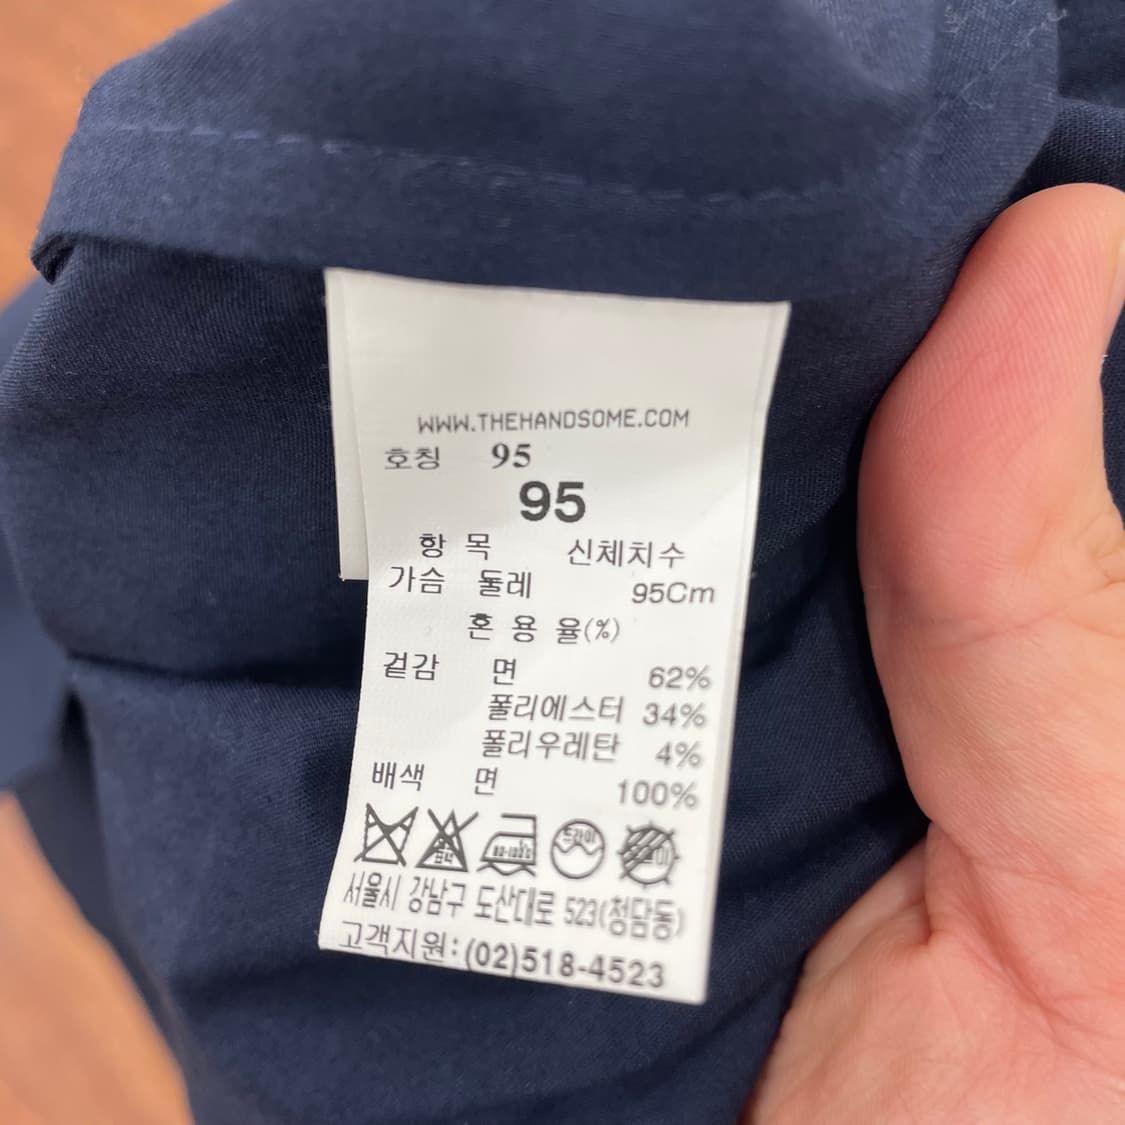 WWW.THEHANDSOME.COM
호칭 95
95
항 목 신체치수
가슴 둘레 95Cm
혼 용 율(%)
겉감 면 62%
폴리에스터 34%
폴리우레탄 4%
배색 면 100%
드라이
서울시 강남구 도산대로 523(청담동)
고객지원:(02)518-4523